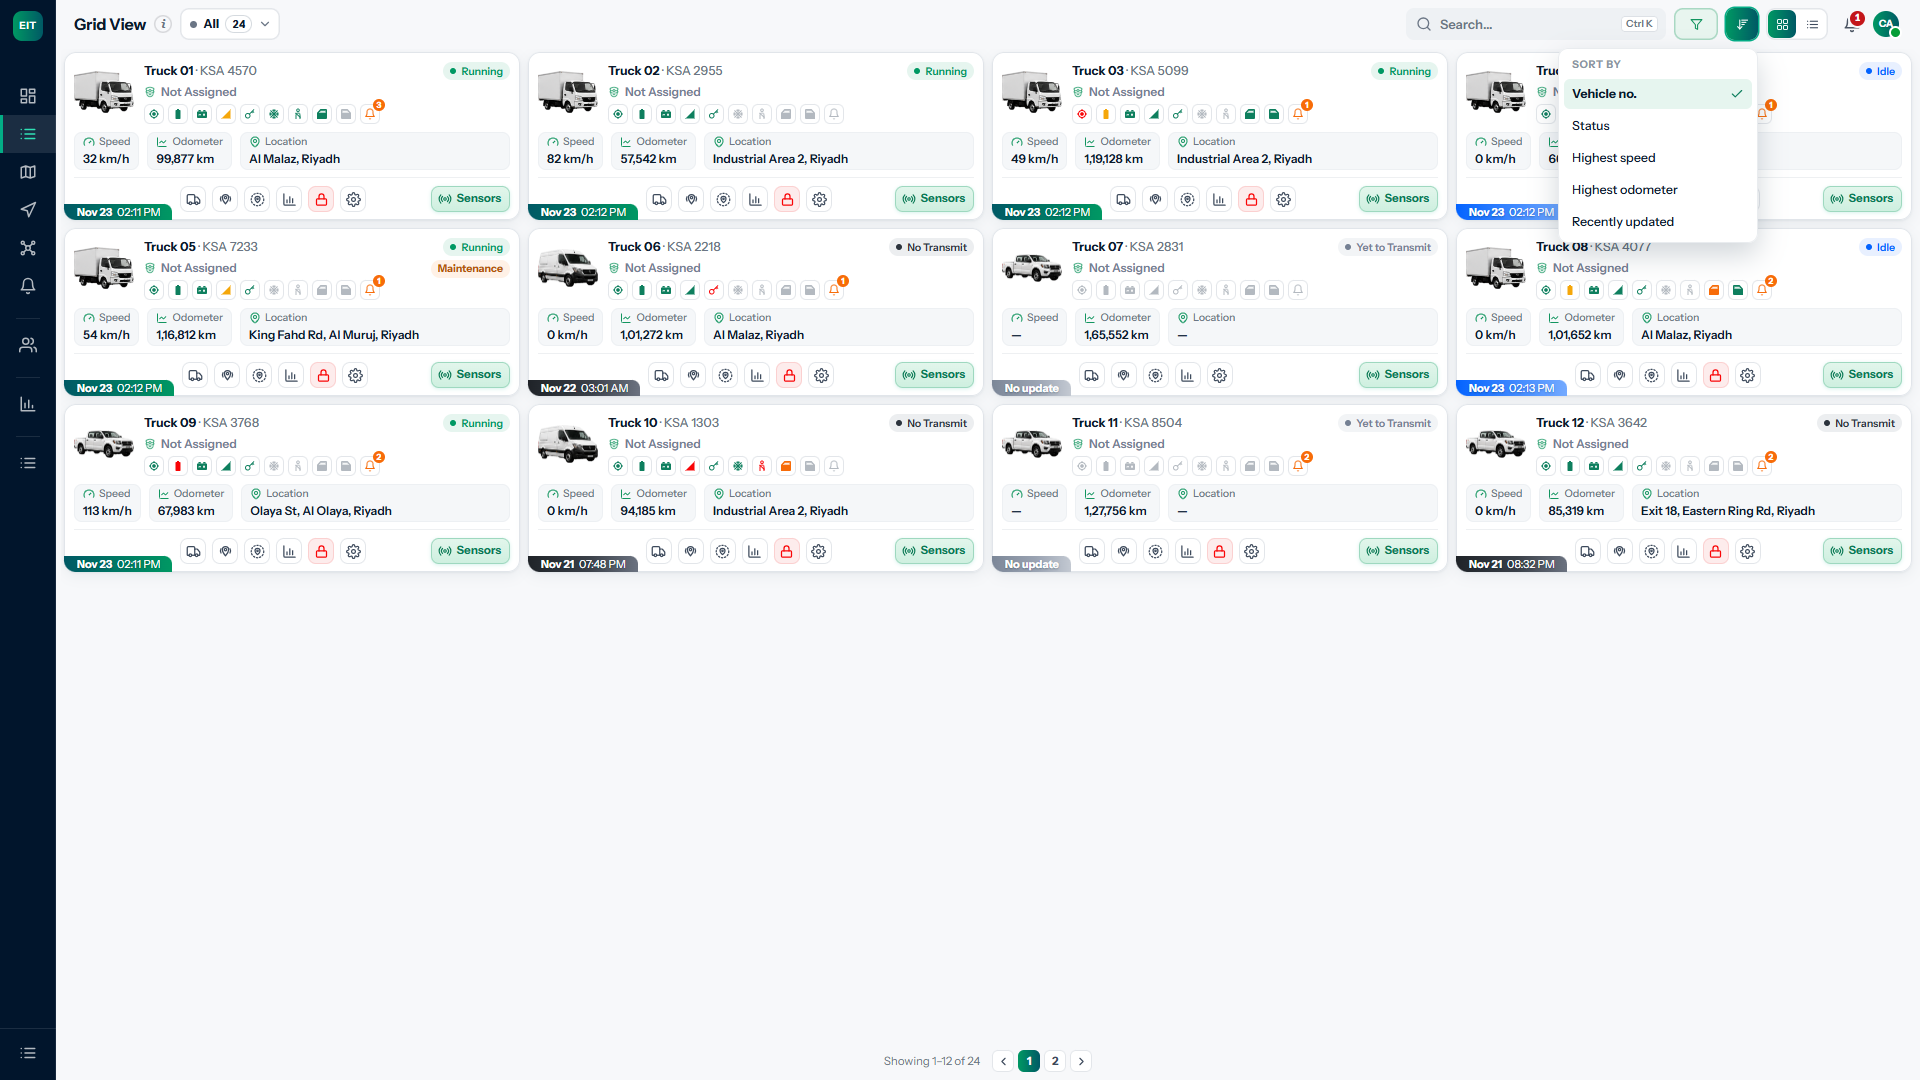 EIT
Grid View
All 24
Search...
Ctrl K
1
CA
SORT BY
Vehicle no.
Status
Highest speed
Highest odometer
Recently updated
Truck 01 · KSA 4570
Running
Not Assigned
3
Speed
32 km/h
Odometer
99,877 km
Location
Al Malaz, Riyadh
Nov 23 02:11 PM
Sensors
Truck 02 · KSA 2955
Running
Not Assigned
Speed
82 km/h
Odometer
57,542 km
Location
Industrial Area 2, Riyadh
Nov 23 02:12 PM
Sensors
Truck 03 · KSA 5099
Running
Not Assigned
1
Speed
49 km/h
Odometer
1,19,128 km
Location
Industrial Area 2, Riyadh
Nov 23 02:12 PM
Sensors
Idle
1
Speed
0 km/h
Nov 23 02:12 PM
Sensors
Truck 05 · KSA 7233
Running
Not Assigned
Maintenance
1
Speed
54 km/h
Odometer
1,16,812 km
Location
King Fahd Rd, Al Muruj, Riyadh
Nov 23 02:12 PM
Sensors
Truck 06 · KSA 2218
No Transmit
Not Assigned
1
Speed
0 km/h
Odometer
1,01,272 km
Location
Al Malaz, Riyadh
Nov 22 03:01 AM
Sensors
Truck 07 · KSA 2831
Yet to Transmit
Not Assigned
Speed
—
Odometer
1,65,552 km
Location
—
No update
Sensors
Truck 08 · KSA 4077
Idle
Not Assigned
2
Speed
0 km/h
Odometer
1,01,652 km
Location
Al Malaz, Riyadh
Nov 23 02:13 PM
Sensors
Truck 09 · KSA 3768
Running
Not Assigned
2
Speed
113 km/h
Odometer
67,983 km
Location
Olaya St, Al Olaya, Riyadh
Nov 23 02:11 PM
Sensors
Truck 10 · KSA 1303
No Transmit
Not Assigned
Speed
0 km/h
Odometer
94,185 km
Location
Industrial Area 2, Riyadh
Nov 21 07:48 PM
Sensors
Truck 11 · KSA 8504
Yet to Transmit
Not Assigned
2
Speed
—
Odometer
1,27,756 km
Location
—
No update
Sensors
Truck 12 · KSA 3642
No Transmit
Not Assigned
2
Speed
0 km/h
Odometer
85,319 km
Location
Exit 18, Eastern Ring Rd, Riyadh
Nov 21 08:32 PM
Sensors
Showing 1–12 of 24
1
2